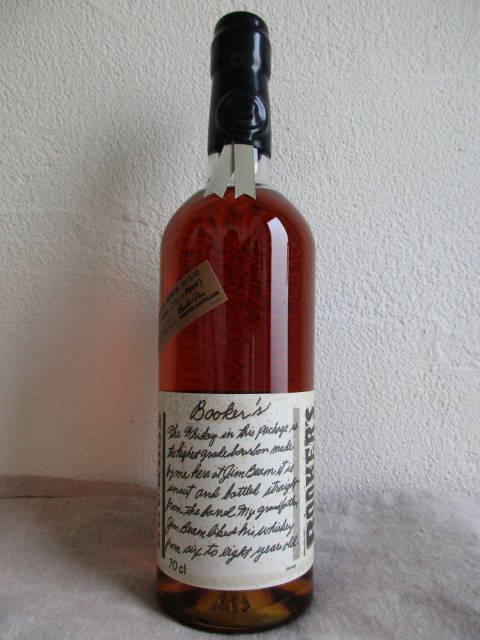 Booker's
The Whiskey in this package is
the highest grade bourbon made
by me here at Jim Beam. It is
uncut and bottled straight
from the barrel. My grandfather,
Jim Beam liked his whiskey
from six to eight years old.
70 cl
BOOKERS